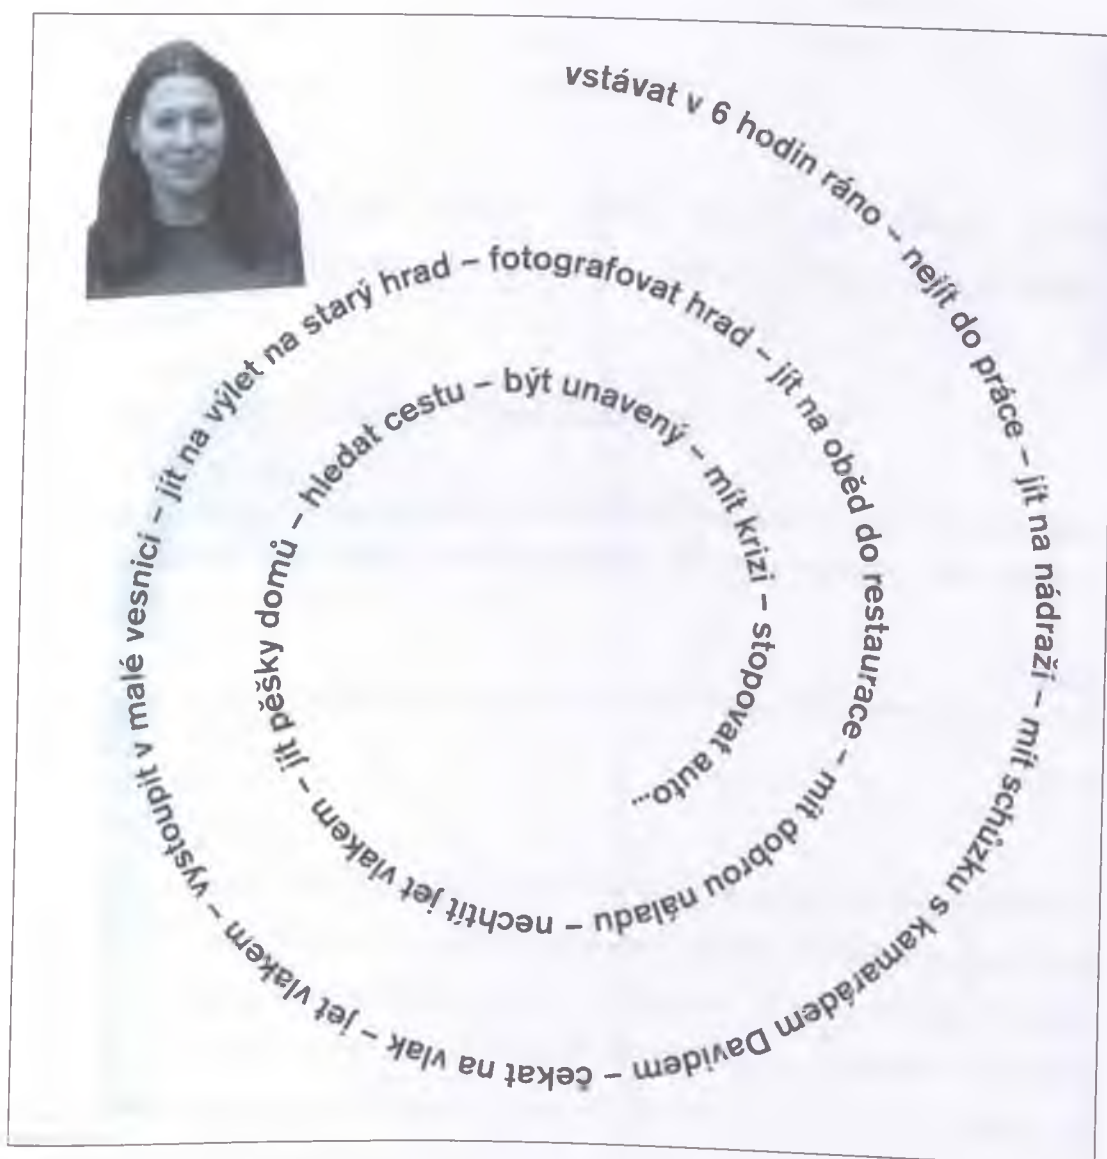 vstávat v 6 hodin ráno – nejít do práce – jít na nádraží – mít schůzku s kamarádem Davidem – čekat na vlak – jet vlakem – vystoupit v malé vesnici – jít na výlet na starý hrad – fotografovat hrad – jít na oběd do restaurace – mít dobrou náladu – nechtít jet vlakem – jít pěšky domů – hledat cestu – být unavený – mít krizi – stopovat auto...